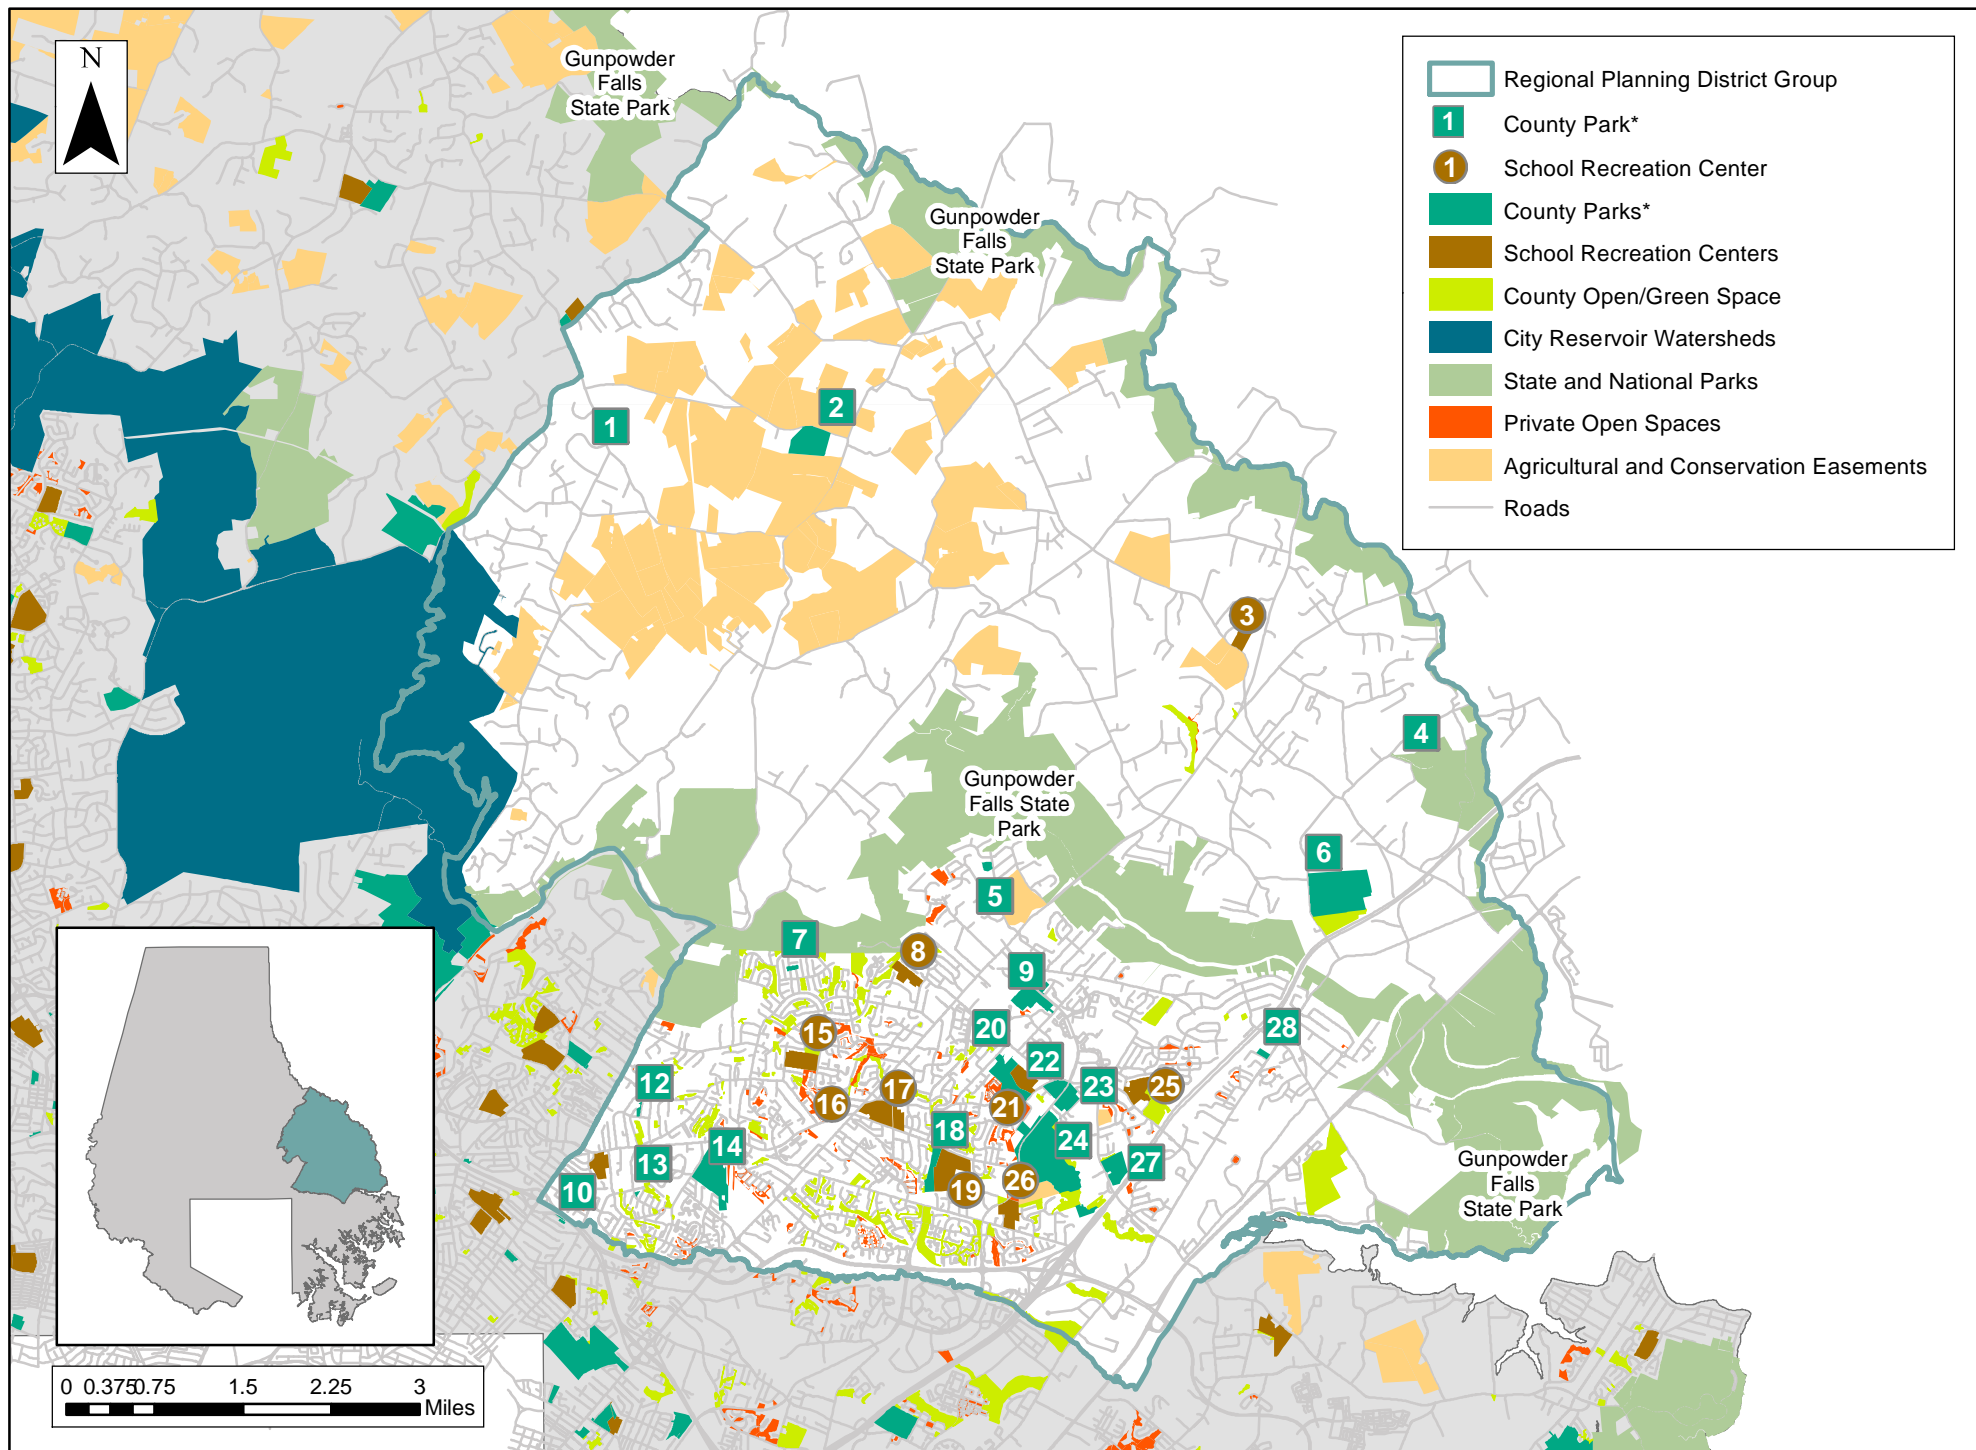 N
Gunpowder
Falls
State Park
Regional Planning District Group
1
County Park*
1
School Recreation Center
County Parks*
School Recreation Centers
County Open/Green Space
City Reservoir Watersheds
State and National Parks
Private Open Spaces
Agricultural and Conservation Easements
Roads
Gunpowder
Falls
State Park
1
2
3
4
Gunpowder
Falls State
Park
6
5
7
8
9
20
15
28
22
12
17
23
25
16
21
18
14
24
13
27
26
10
19
Gunpowder
Falls
State Park
0 0.375 0.75 1.5 2.25 3
Miles